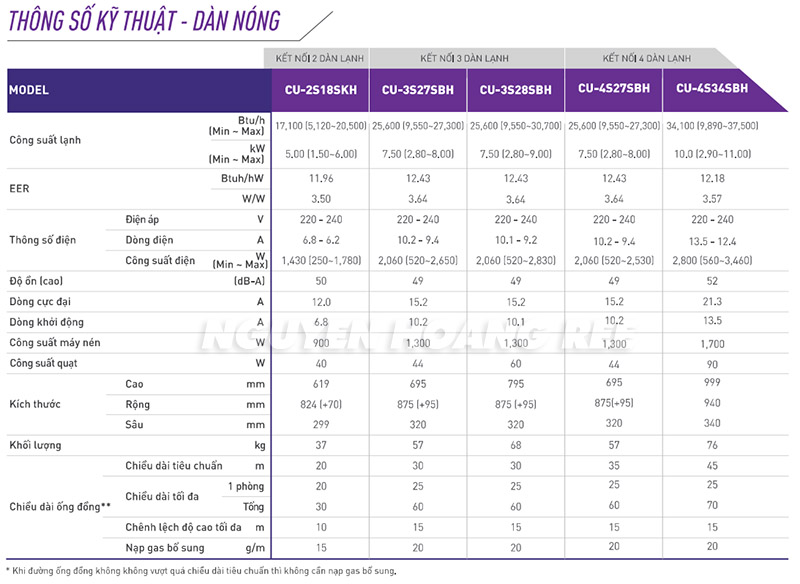 THÔNG SỐ KỸ THUẬT - DÀN NÓNG
KẾT NỐI 2 DÀN LẠNH KẾT NỐI 3 DÀN LẠNH KẾT NỐI 4 DÀN LẠNH
MODEL CU-2S18SKH CU-3S27SBH CU-3S28SBH CU-4S27SBH CU-4S34SBH
Công suất lạnh Btu/h (Min ~ Max) 17,100 (5,120~20,500) 25,600 (9,550~27,300) 25,600 (9,550~30,700) 25,600 (9,550~27,300) 34,100 (9,890~37,500)
kW (Min ~ Max) 5.00 (1.50~6.00) 7.50 (2.80~8.00) 7.50 (2.80~9.00) 7.50 (2.80~8.00) 10.0 (2.90~11.00)
EER Btuh/hW 11.96 12.43 12.43 12.43 12.18
W/W 3.50 3.64 3.64 3.64 3.57
Thông số điện Điện áp V 220 - 240 220 - 240 220 - 240 220 - 240 220 - 240
Dòng điện A 6.8 - 6.2 10.2 - 9.4 10.1 - 9.2 10.2 - 9.4 13.5 - 12.4
Công suất điện W (Min ~ Max) 1,430 (250~1,780) 2,060 (520~2,650) 2,060 (520~2,830) 2,060 (520~2,530) 2,800 (560~3,460)
Độ ồn (cao) (dB-A) 50 49 49 49 52
Dòng cực đại A 12.0 15.2 15.2 15.2 21.3
Dòng khởi động A 6.8 10.2 10.1 10.2 13.5
NGUYEN HOANG REE
Công suất máy nén W 900 1,300 1,300 1,300 1,700
Công suất quạt W 40 44 60 44 90
Kích thước Cao mm 619 695 795 695 999
Rộng mm 824 (+70) 875 (+95) 875 (+95) 875(+95) 940
Sâu mm 299 320 320 320 340
Khối lượng kg 37 57 68 57 76
Chiều dài ống đồng** Chiều dài tiêu chuẩn m 20 30 30 35 45
Chiều dài tối đa 1 phòng 20 25 25 25 25
Tổng 30 60 60 60 70
Chênh lệch độ cao tối đa m 10 15 15 15 15
Nạp gas bổ sung g/m 15 20 20 20 20
* Khi đường ống đồng không không vượt quá chiều dài tiêu chuẩn thì không cần nạp gas bổ sung.